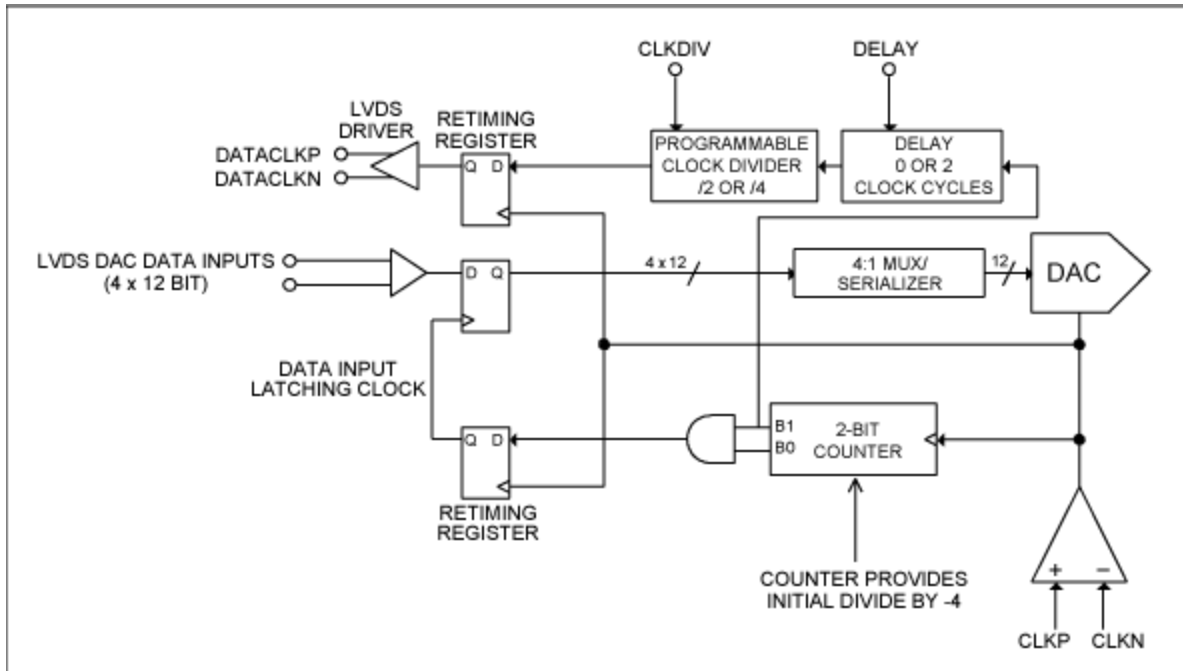 CLKDIV
DELAY
LVDS
DRIVER
RETIMING
REGISTER
DATACLKP
DATACLKN
Q D
PROGRAMMABLE
CLOCK DIVIDER
/2 OR /4
DELAY
0 OR 2
CLOCK CYCLES
LVDS DAC DATA INPUTS
(4 x 12 BIT)
D Q
4 x 12
4:1 MUX/
SERIALIZER
12
DAC
DATA INPUT
LATCHING CLOCK
Q D
B1
B0
2-BIT
COUNTER
RETIMING
REGISTER
COUNTER PROVIDES
INITIAL DIVIDE BY -4
+ −
CLKP
CLKN